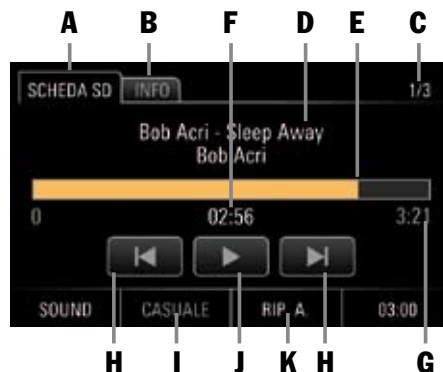 A B F D E C
SCHEDA SD INFO 1/3
Bob Acri - Sleep Away
Bob Acri
0 02:56 3:21
SOUND CASUALE RIP. A. 03:00
H I J K H G